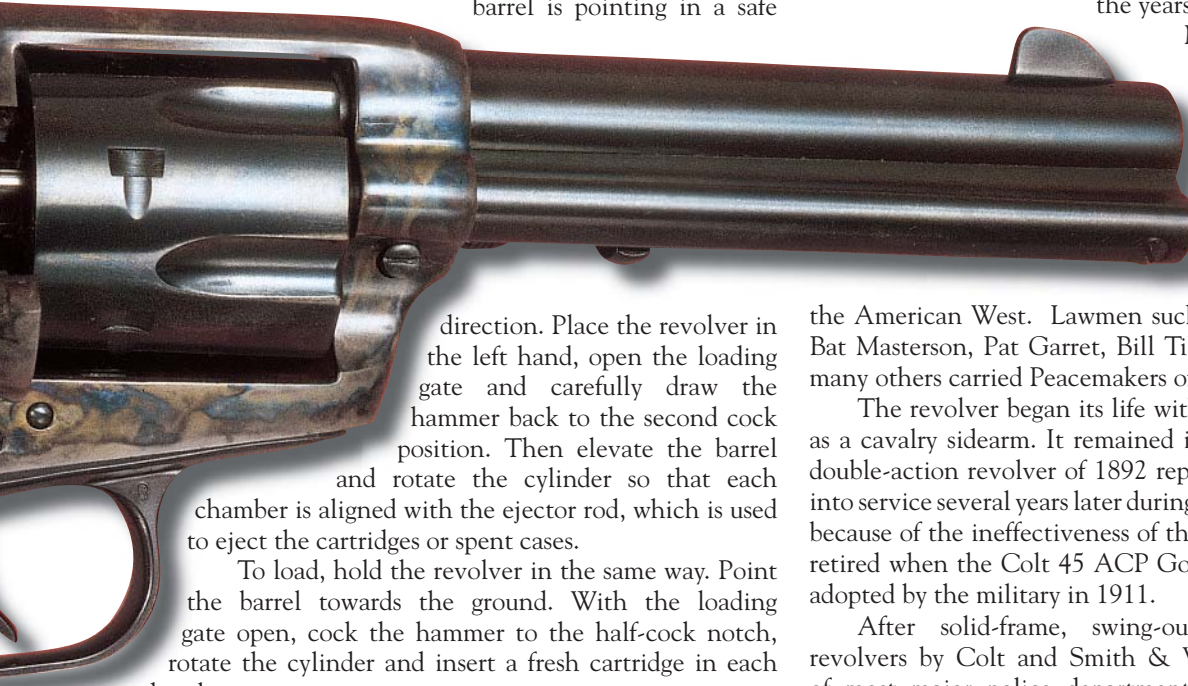 barrel is pointing in a safe
direction. Place the revolver in
the left hand, open the loading
gate and carefully draw the
hammer back to the second cock
position. Then elevate the barrel
and rotate the cylinder so that each
chamber is aligned with the ejector rod, which is used
to eject the cartridges or spent cases.
To load, hold the revolver in the same way. Point
the barrel towards the ground. With the loading
gate open, cock the hammer to the half-cock notch,
rotate the cylinder and insert a fresh cartridge in each
the years
the American West. Lawmen such
Bat Masterson, Pat Garret, Bill
many others carried Peacemakers
The revolver began its life
as a cavalry sidearm. It remained
double-action revolver of 1892
into service several years later during
because of the ineffectiveness of
retired when the Colt 45 ACP
adopted by the military in 1911.
After solid-frame,
revolvers by Colt and Smith &
of most major police